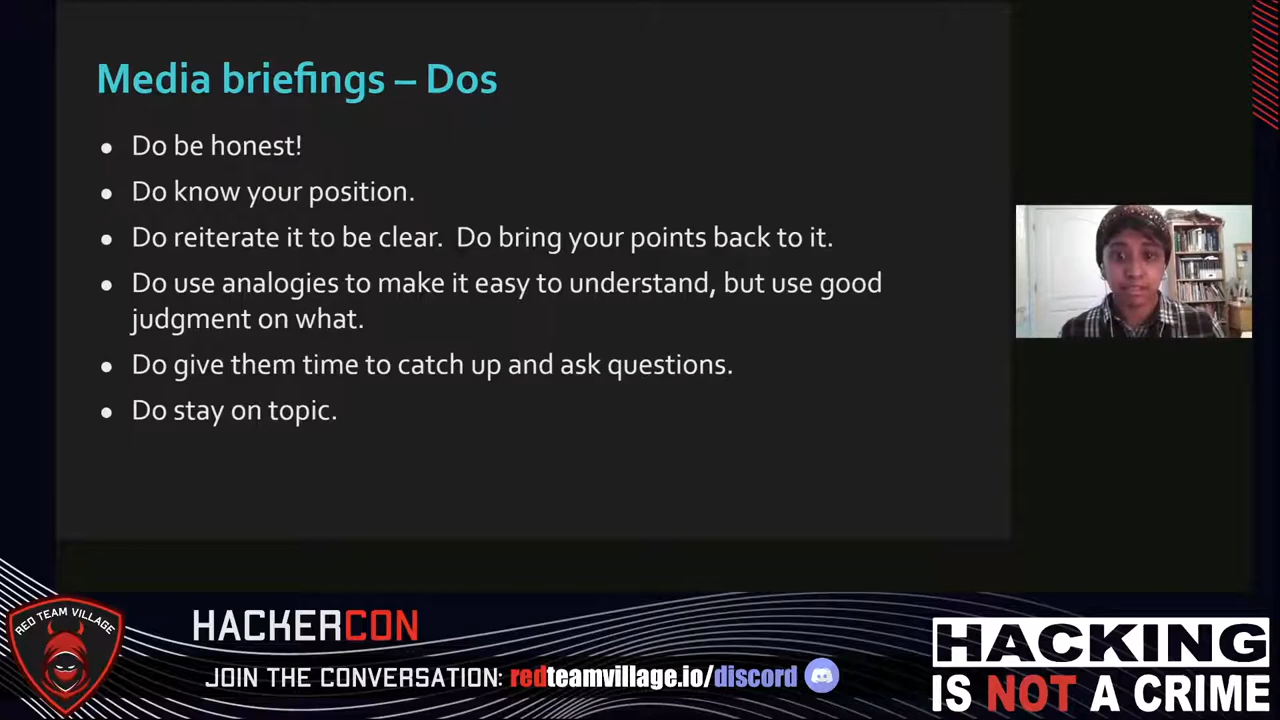 Media briefings – Dos
• Do be honest!
• Do know your position.
• Do reiterate it to be clear.  Do bring your points back to it.
• Do use analogies to make it easy to understand, but use good
judgment on what.
• Do give them time to catch up and ask questions.
• Do stay on topic.
RED TEAM VILLAGE
HACKERCON
JOIN THE CONVERSATION: redteamvillage.io/discord
HACKING
IS NOT A CRIME